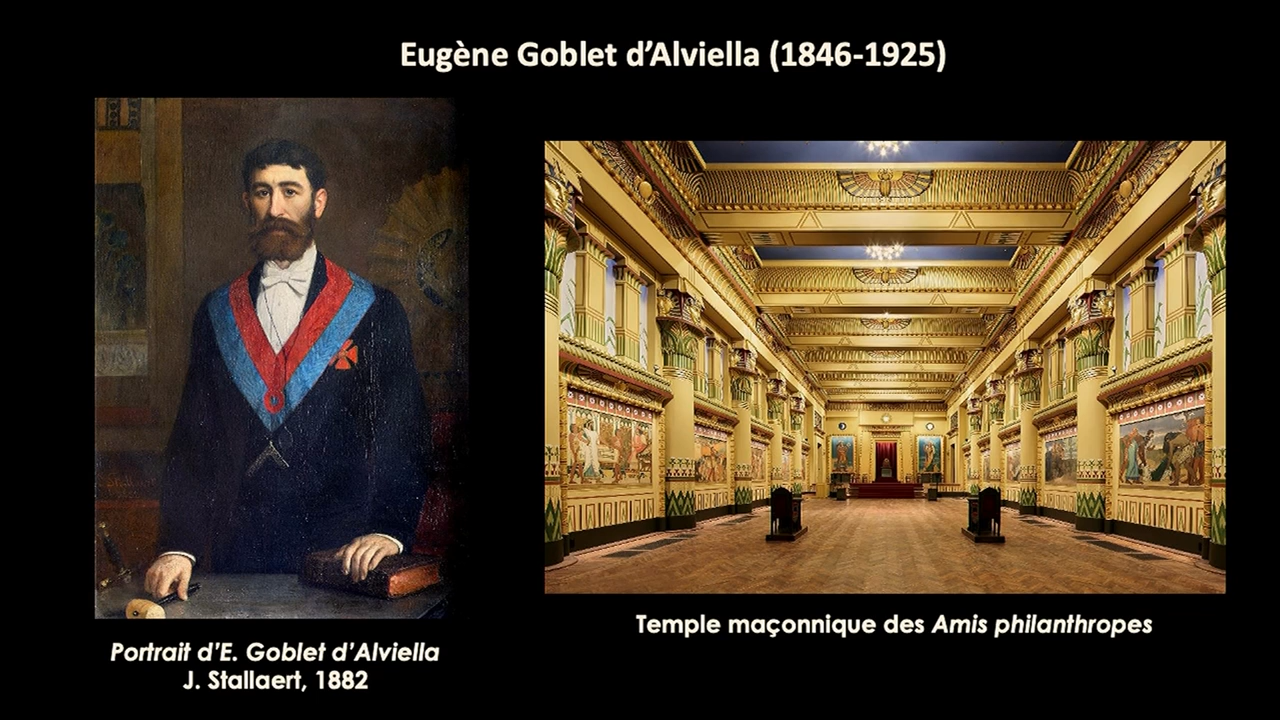 Eugène Goblet d’Alviella (1846-1925)
Portrait d’E. Goblet d’Alviella
J. Stallaert, 1882
Temple maçonnique des Amis philanthropes